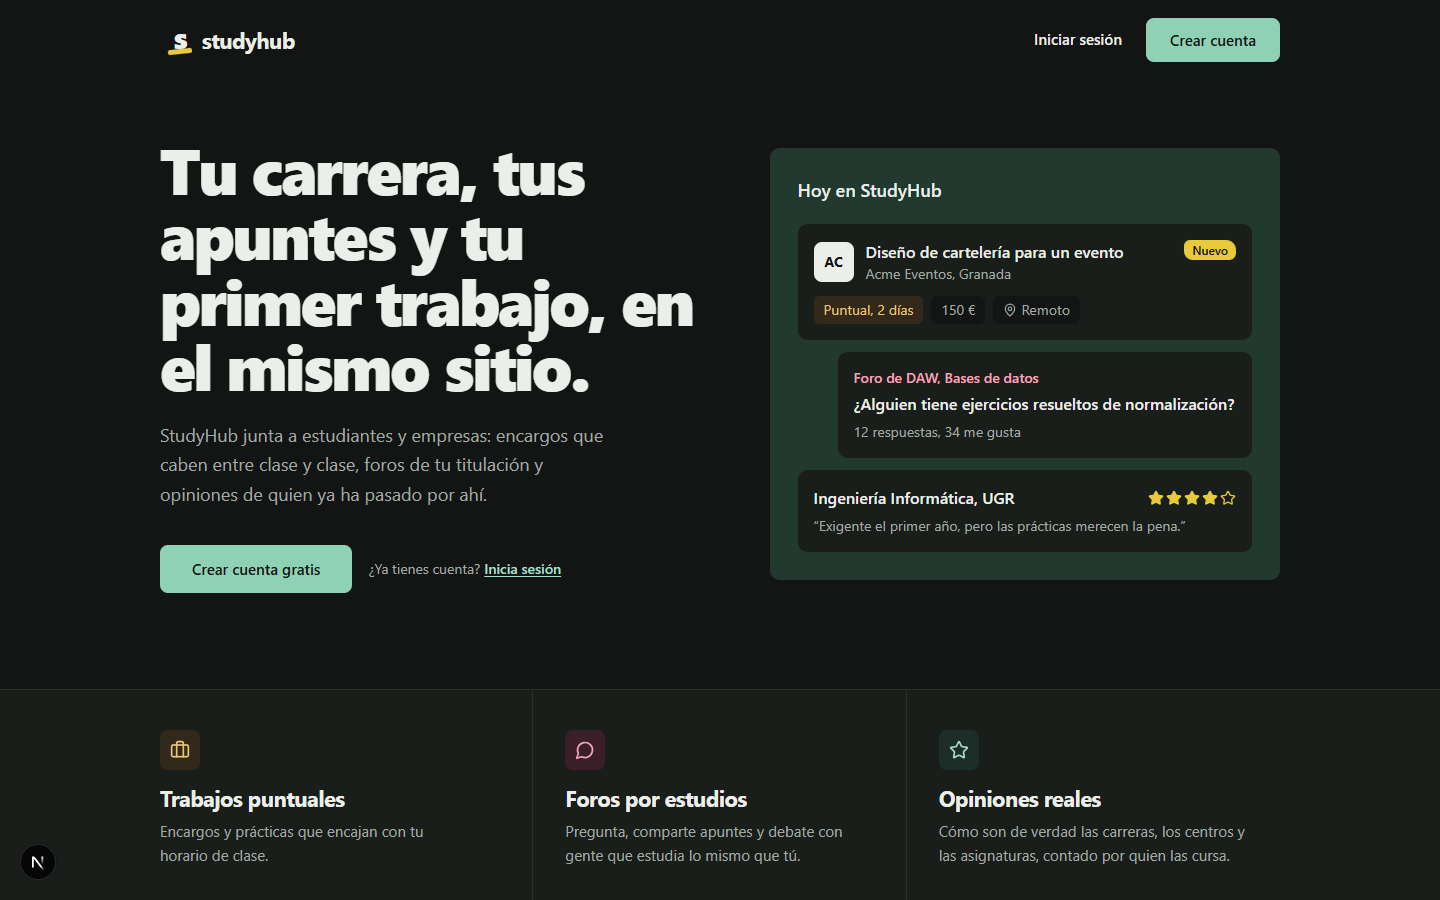 S studyhub
Iniciar sesión
Crear cuenta
Tu carrera, tus
apuntes y tu
primer trabajo, en
el mismo sitio.
StudyHub junta a estudiantes y empresas: encargos que
caben entre clase y clase, foros de tu titulación y
opiniones de quien ya ha pasado por ahí.
Crear cuenta gratis
¿Ya tienes cuenta? Inicia sesión
Hoy en StudyHub
AC
Diseño de cartelería para un evento
Nuevo
Acme Eventos, Granada
Puntual, 2 días
150 €
Remoto
Foro de DAW, Bases de datos
¿Alguien tiene ejercicios resueltos de normalización?
12 respuestas, 34 me gusta
Ingeniería Informática, UGR
“Exigente el primer año, pero las prácticas merecen la pena.”
Trabajos puntuales
Encargos y prácticas que encajan con tu
horario de clase.
Foros por estudios
Pregunta, comparte apuntes y debate con
gente que estudia lo mismo que tú.
Opiniones reales
Cómo son de verdad las carreras, los centros y
las asignaturas, contado por quien las cursa.
N